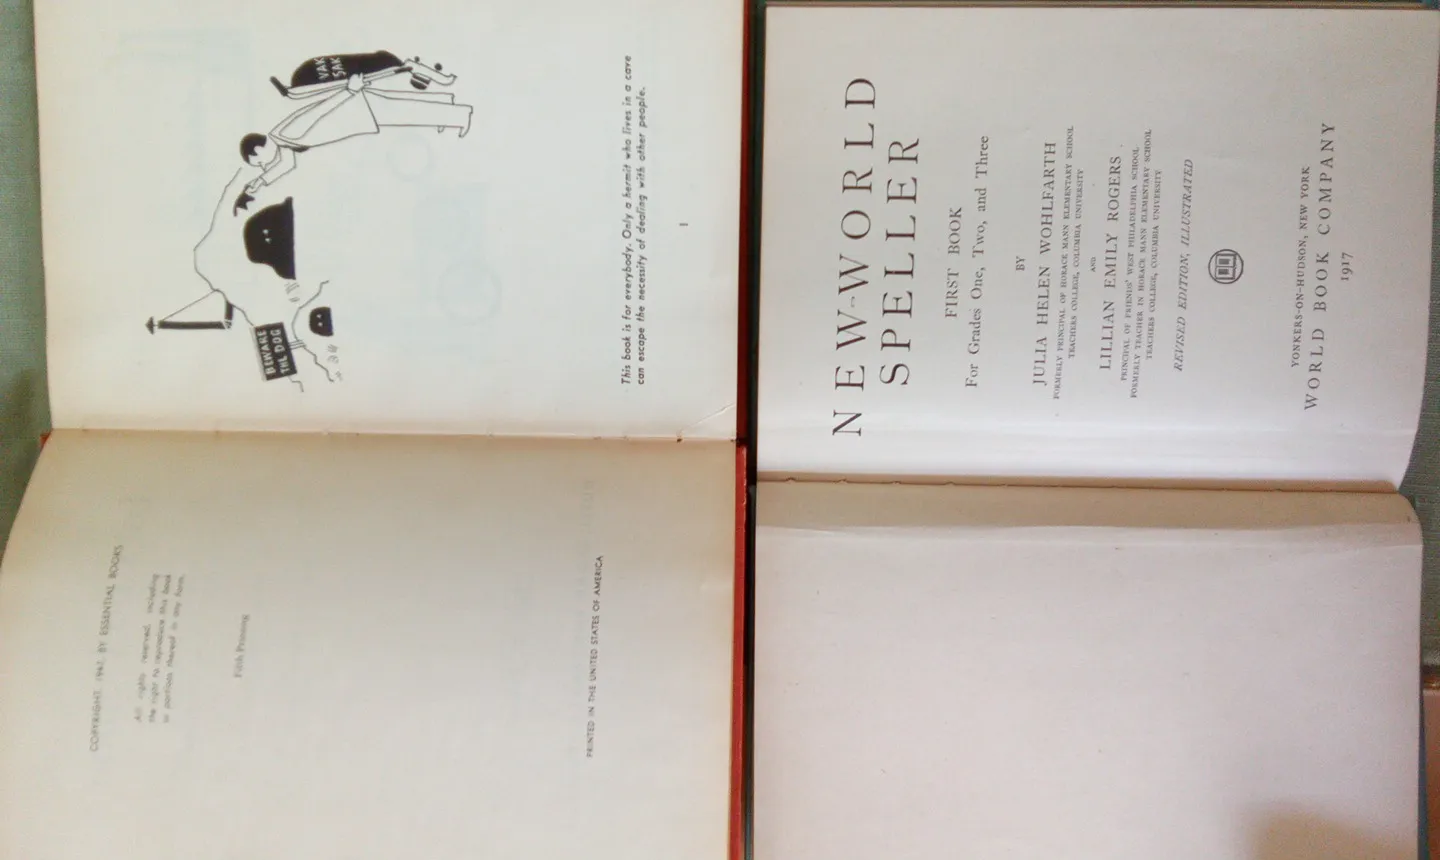 COPYRIGHT, 1947, BY ESSENTIAL BOOKS
All rights reserved, including
the right to reproduce this book
or portions thereof in any form.
Fifth Printing
PRINTED IN THE UNITED STATES OF AMERICA
VAK
SAK
BEWARE
THE DOG
This book is for everybody. Only a hermit who lives in a cave
can escape the necessity of dealing with other people.
1
NEW-WORLD
SPELLER
FIRST BOOK
For Grades One, Two, and Three
BY
JULIA HELEN WOHLFARTH
FORMERLY PRINCIPAL OF HORACE MANN ELEMENTARY SCHOOL
TEACHERS COLLEGE, COLUMBIA UNIVERSITY
AND
LILLIAN EMILY ROGERS
PRINCIPAL OF FRIENDS' WEST PHILADELPHIA SCHOOL
FORMERLY TEACHER IN HORACE MANN ELEMENTARY SCHOOL
TEACHERS COLLEGE, COLUMBIA UNIVERSITY
REVISED EDITION, ILLUSTRATED
YONKERS-ON-HUDSON, NEW YORK
WORLD BOOK COMPANY
1917